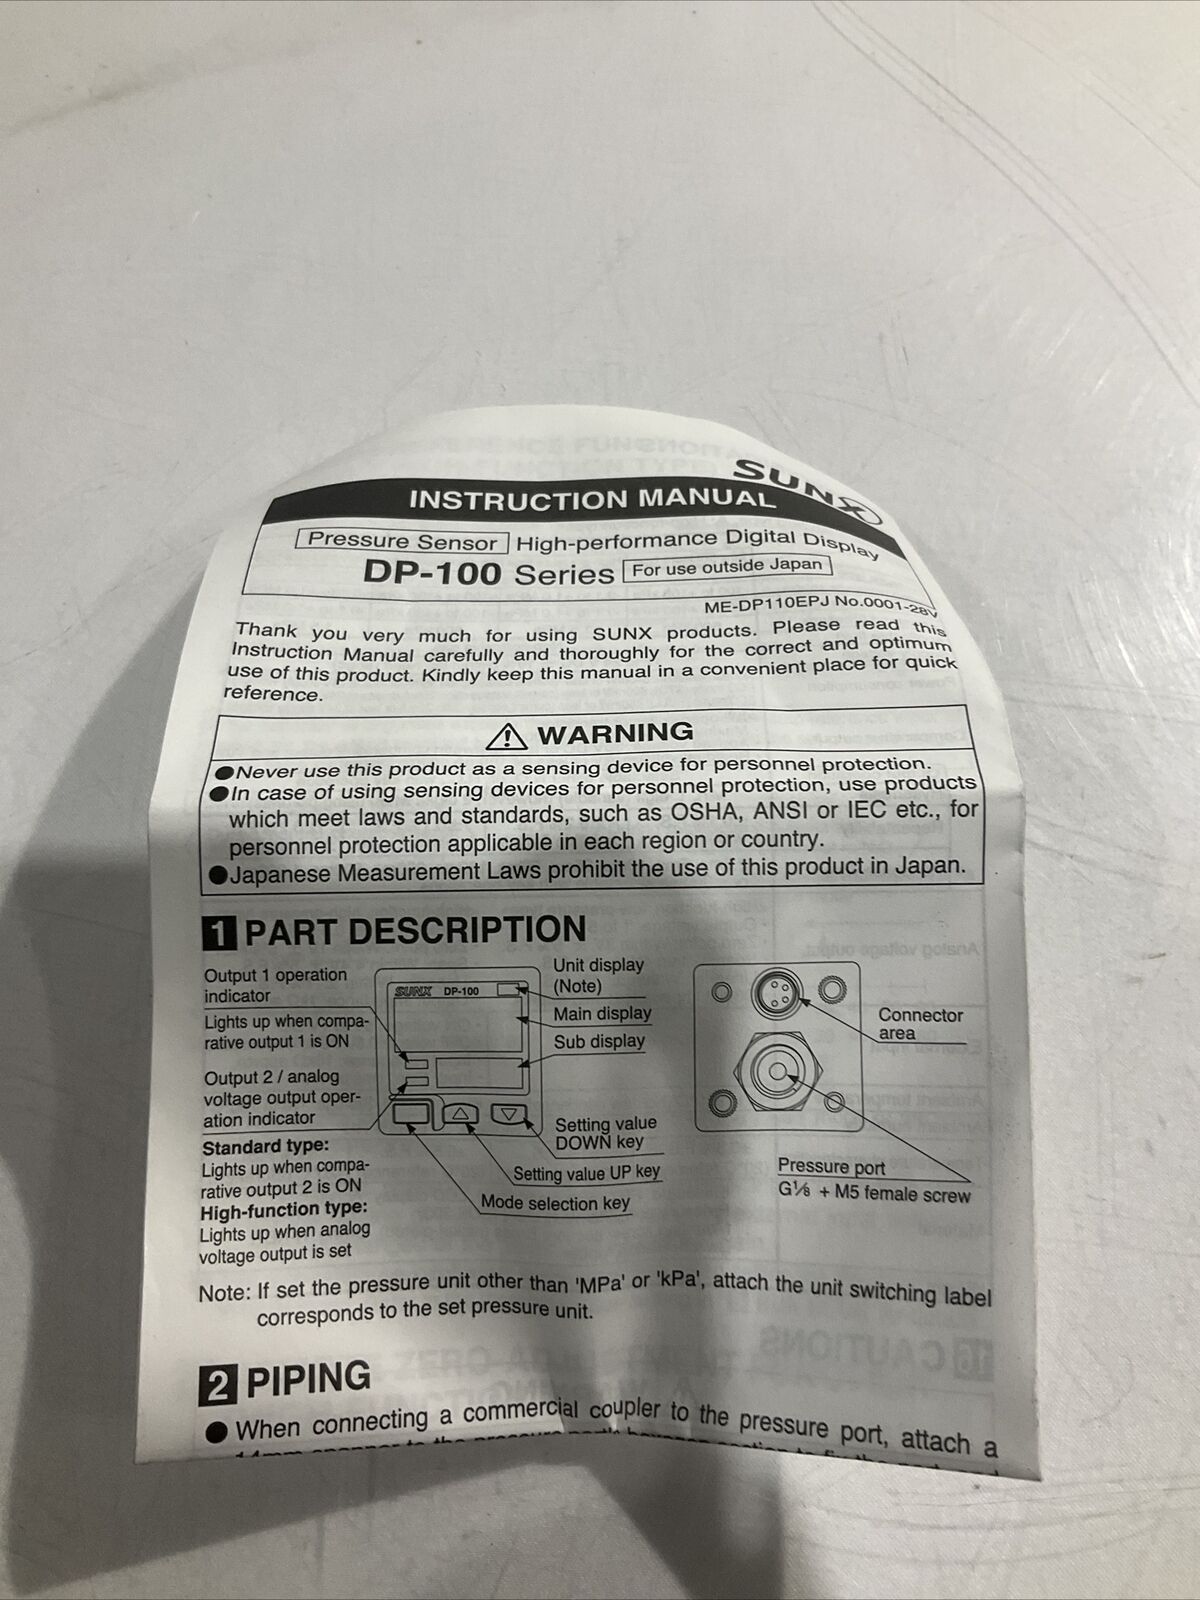 SUNX
INSTRUCTION MANUAL
Pressure Sensor High-performance Digital Display
DP-100 Series For use outside Japan
ME-DP110EPJ No.0001-28V
Thank you very much for using SUNX products. Please read this
Instruction Manual carefully and thoroughly for the correct and optimum
use of this product. Kindly keep this manual in a convenient place for quick
reference.
WARNING
●Never use this product as a sensing device for personnel protection.
●In case of using sensing devices for personnel protection, use products
which meet laws and standards, such as OSHA, ANSI or IEC etc., for
personnel protection applicable in each region or country.
●Japanese Measurement Laws prohibit the use of this product in Japan.
1 PART DESCRIPTION
Output 1 operation
indicator
Lights up when compa-
rative output 1 is ON
Output 2 / analog
voltage output oper-
ation indicator
Standard type:
Lights up when compa-
rative output 2 is ON
High-function type:
Lights up when analog
voltage output is set
SUNX DP-100
Unit display
(Note)
Main display
Sub display
Setting value
DOWN key
Setting value UP key
Mode selection key
Connector
area
Pressure port
G1/8 + M5 female screw
Note: If set the pressure unit other than 'MPa' or 'kPa', attach the unit switching label
corresponds to the set pressure unit.
2 PIPING
● When connecting a commercial coupler to the pressure port, attach a